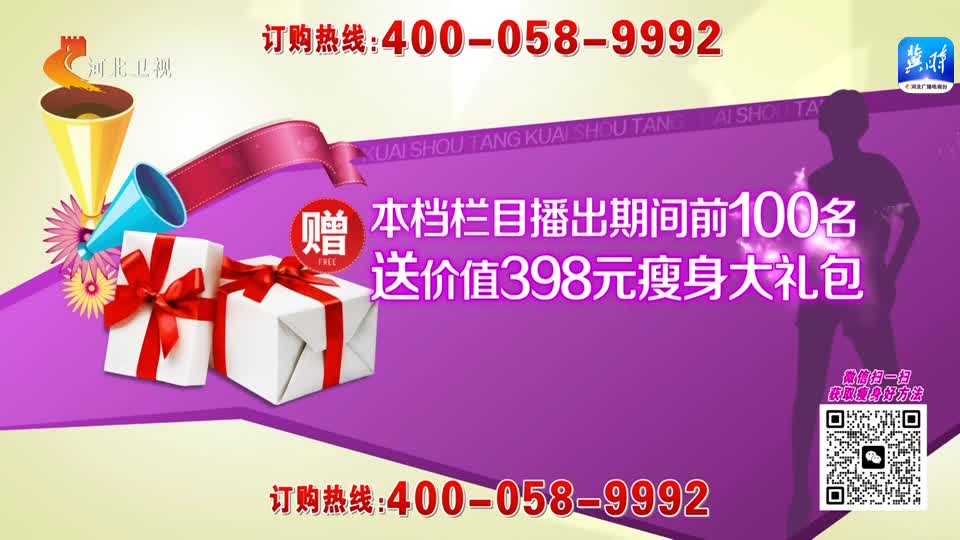 订购热线:400-058-9992
河北卫视
冀时
河北广播电视台
KUAI SHOU TANG KUAI SHOU TANG KUAI SHOU TA
赠
FREE
本档栏目播出期间前100名
送价值398元瘦身大礼包
微信扫一扫
获取瘦身好方法
订购热线:400-058-9992